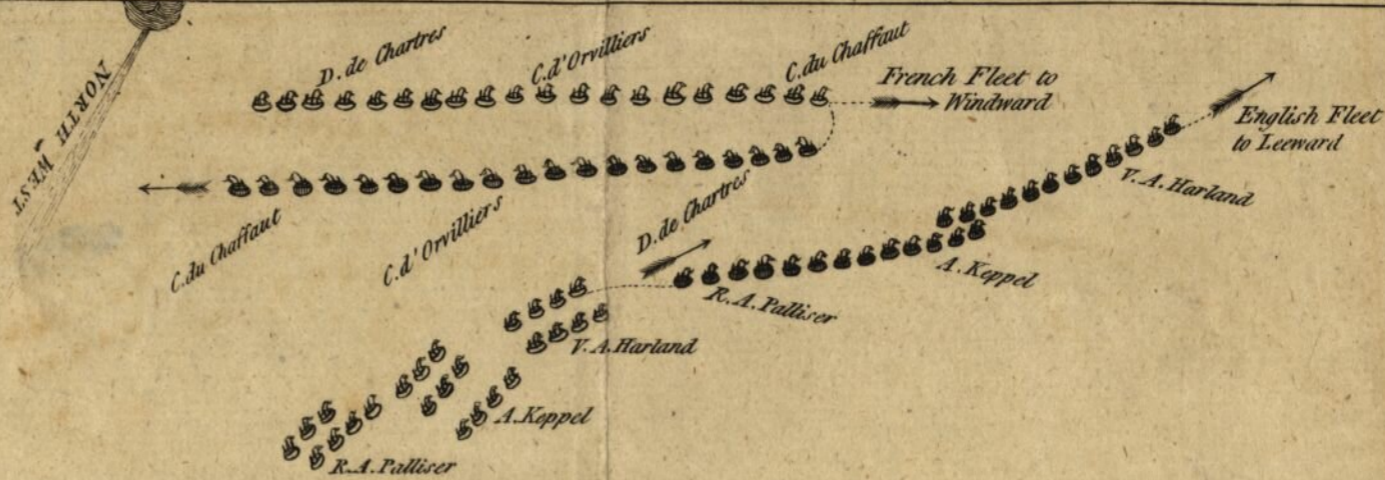 D. de Chartres
C. d'Orvilliers
C. du Chaffaut
French Fleet to
Windward
English Fleet
to Leeward
NORTH WEST
V. A. Harland
D. de Chartres
C. du Chaffaut
C. d'Orvilliers
A. Keppel
R. A. Palliser
V. A. Harland
A. Keppel
R. A. Palliser